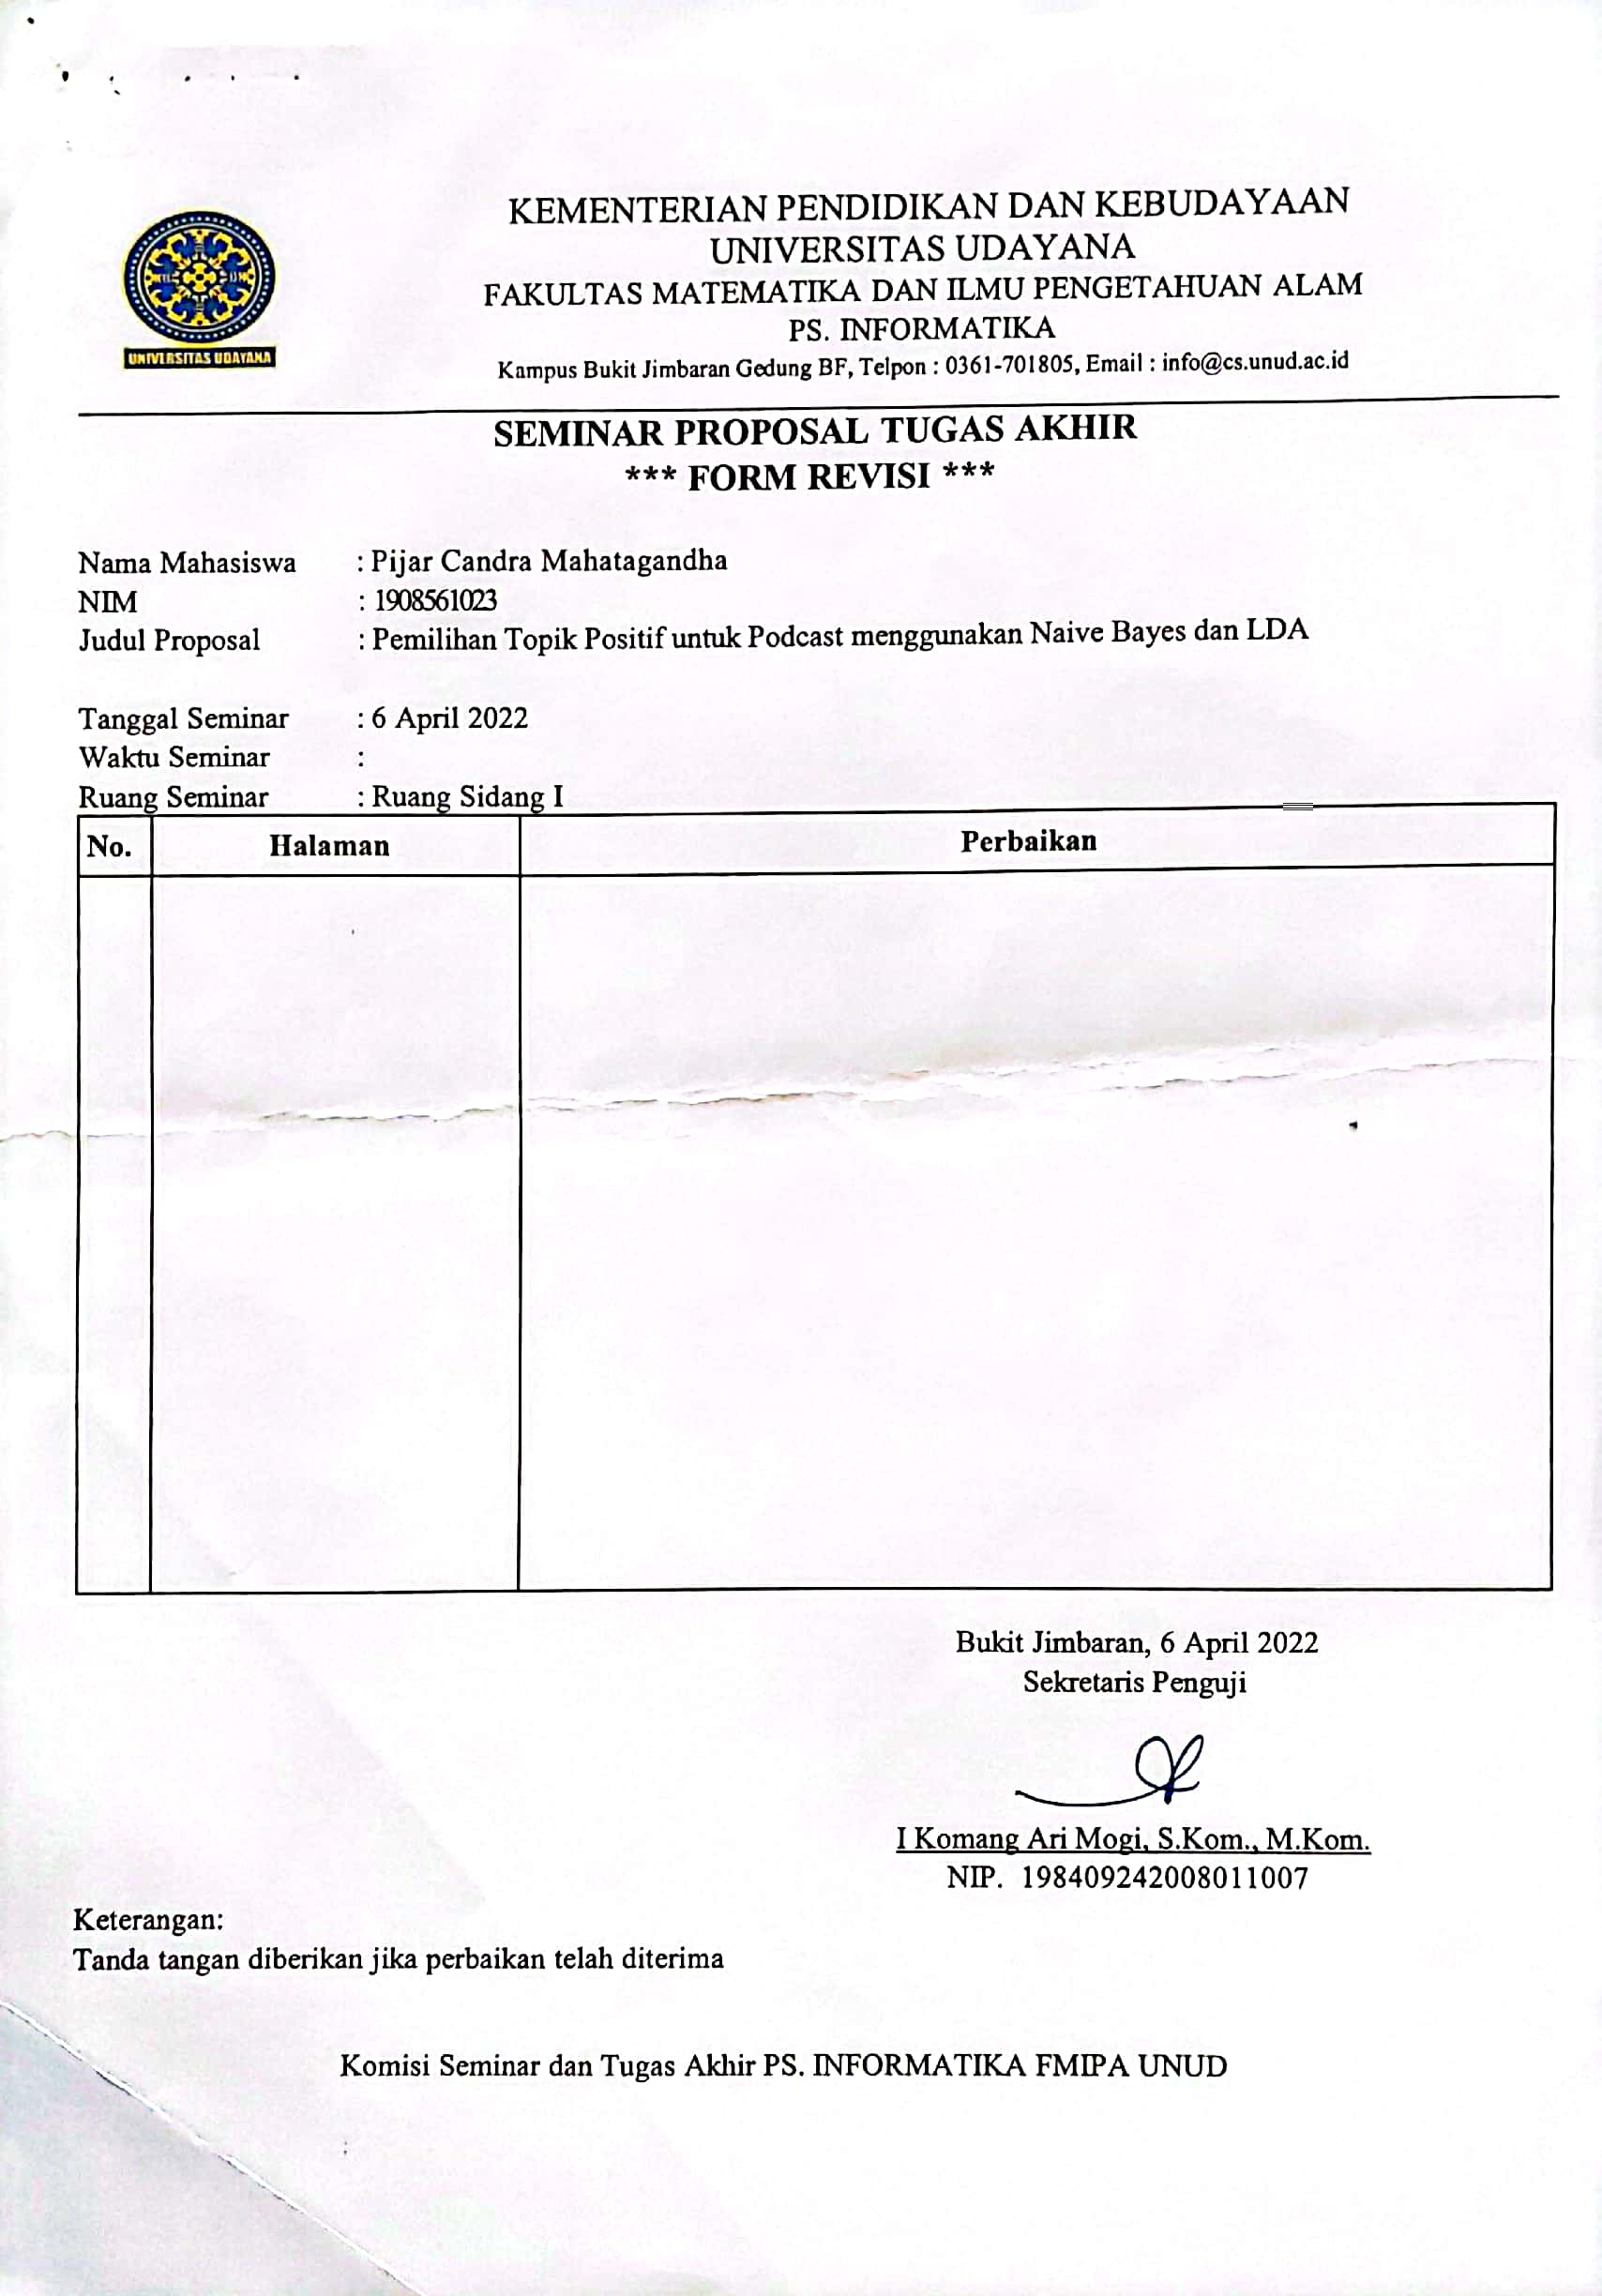 KEMENTERIAN PENDIDIKAN DAN KEBUDAYAAN
UNIVERSITAS UDAYANA
FAKULTAS MATEMATIKA DAN ILMU PENGETAHUAN ALAM
PS. INFORMATIKA
Kampus Bukit Jimbaran Gedung BF, Telpon : 0361-701805, Email : info@cs.unud.ac.id
UNIVERSITAS UDAYANA
SEMINAR PROPOSAL TUGAS AKHIR
*** FORM REVISI ***
Nama Mahasiswa : Pijar Candra Mahatagandha
NIM : 1908561023
Judul Proposal : Pemilihan Topik Positif untuk Podcast menggunakan Naive Bayes dan LDA
Tanggal Seminar : 6 April 2022
Waktu Seminar :
Ruang Seminar : Ruang Sidang I
No. Halaman Perbaikan
Bukit Jimbaran, 6 April 2022
Sekretaris Penguji
I Komang Ari Mogi, S.Kom., M.Kom.
NIP. 198409242008011007
Keterangan:
Tanda tangan diberikan jika perbaikan telah diterima
Komisi Seminar dan Tugas Akhir PS. INFORMATIKA FMIPA UNUD